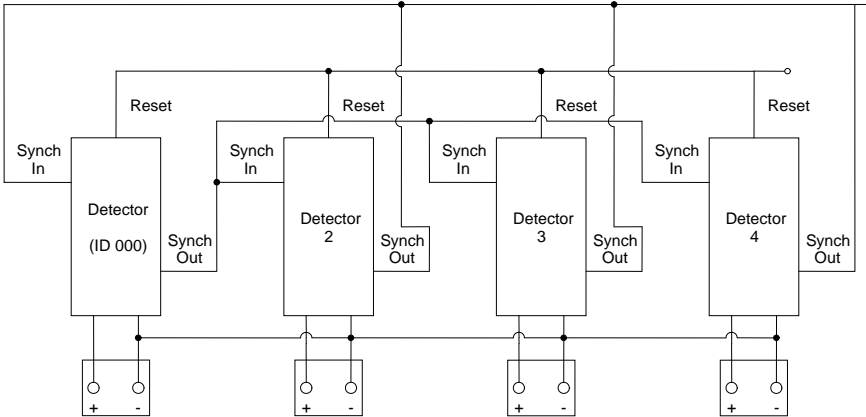 Reset
Reset
Reset
Reset
Synch
In
Synch
In
Synch
In
Synch
In
Detector
(ID 000)
Detector
2
Detector
3
Detector
4
Synch
Out
Synch
Out
Synch
Out
Synch
Out
+ -
+ -
+ -
+ -